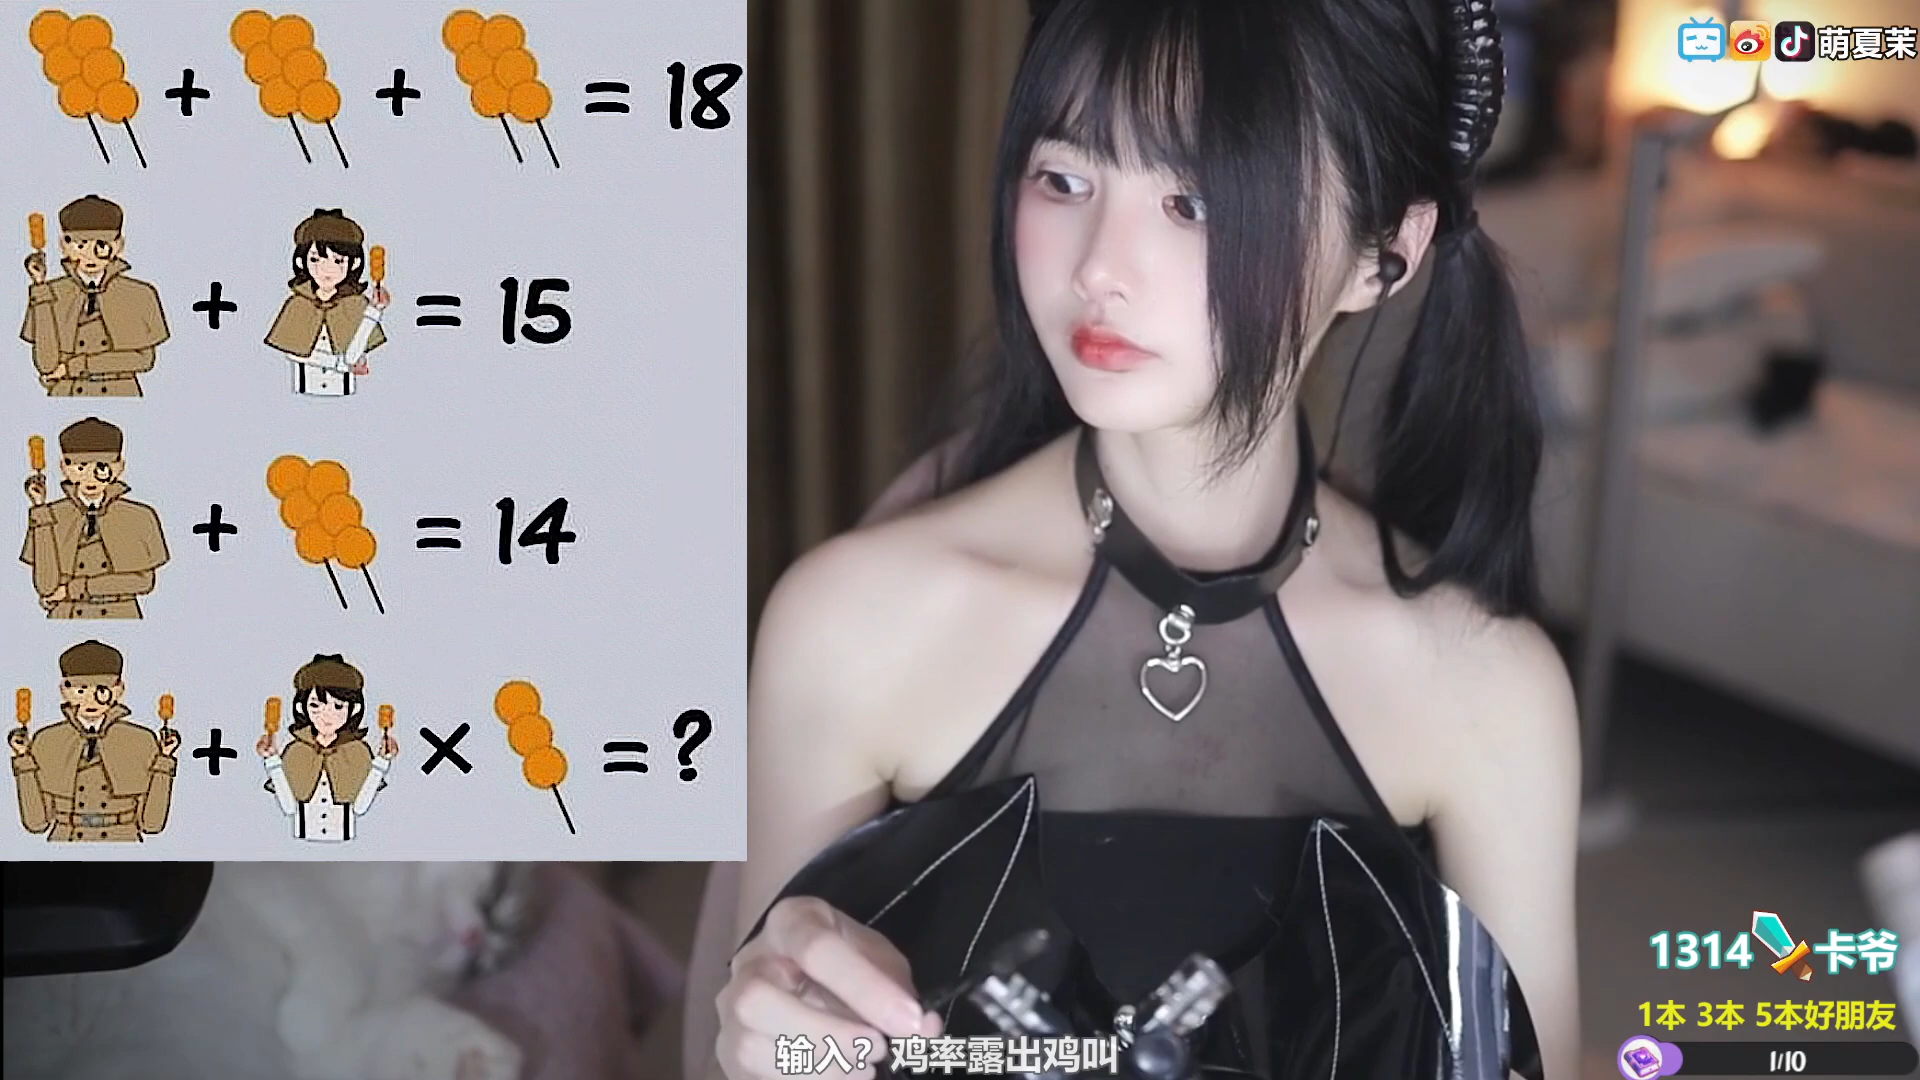 + + = 18
+ = 15
+ = 14
+ × = ?
萌夏茉
1314 卡爷
1本 3本 5本好朋友
1/10
输入？鸡率露出鸡叫